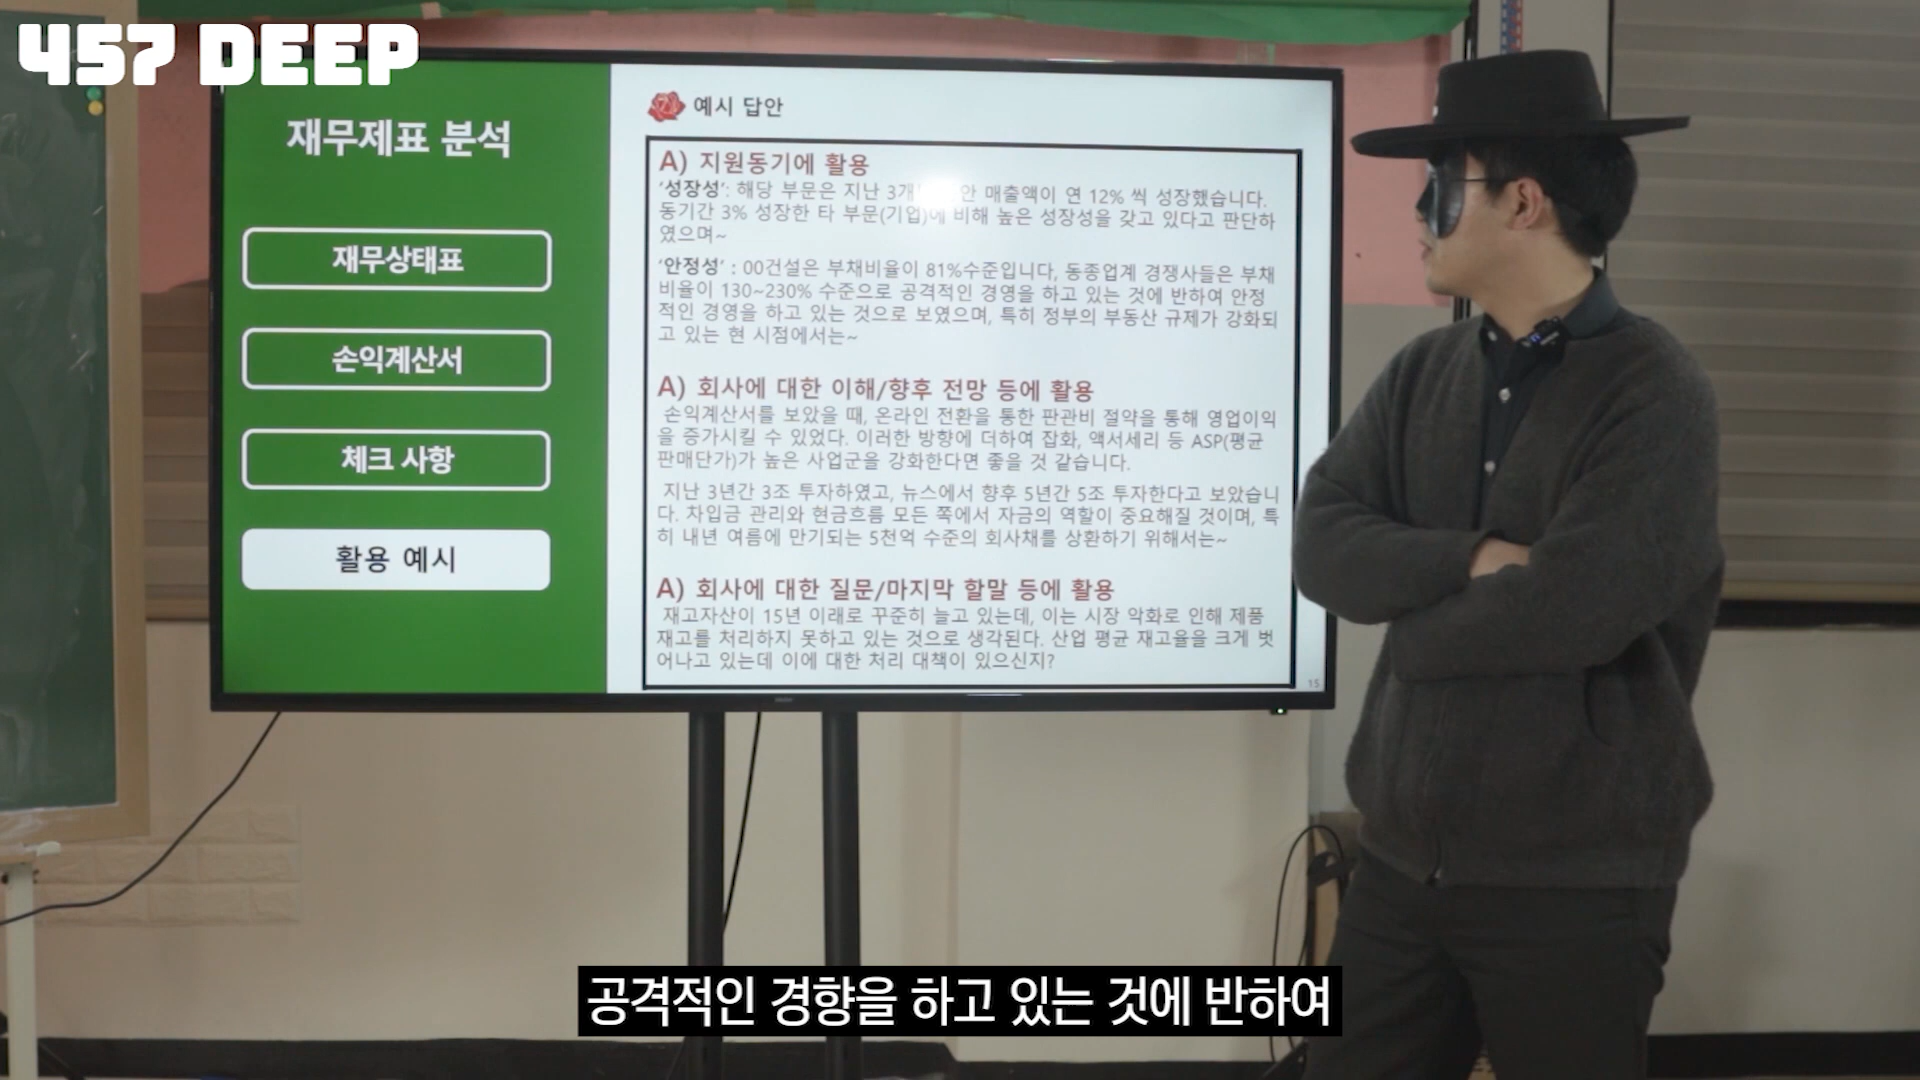 457 DEEP
재무제표 분석
재무상태표
손익계산서
체크 사항
활용 예시
예시 답안
A) 지원동기에 활용
'성장성': 해당 부문은 지난 안 매출액이 연 12% 씩 성장했습니다.
동기간 3% 성장한 타 부문(기업)에 비해 높은 성장성을 갖고 있다고 판단하
였으며~
'안정성' : 00건설은 부채비율이 81%수준입니다, 동종업계 경쟁사들은 부채
비율이 130~230% 수준으로 공격적인 경영을 하고 있는 것에 반하여 안정
적인 경영을 하고 있는 것으로 보였으며, 특히 정부의 부동산 규제가 강화되
고 있는 현 시점에서는~
A) 회사에 대한 이해/향후 전망 등에 활용
손익계산서를 보았을 때, 온라인 전환을 통한 판관비 절약을 통해 영업이익
을 증가시킬 수 있었다. 이러한 방향에 더하여 잡화, 액서세리 등 ASP(평균
판매단가)가 높은 사업군을 강화한다면 좋을 것 같습니다.
지난 3년간 3조 투자하였고, 뉴스에서 향후 5년간 5조 투자한다고 보았습니
다. 차입금 관리와 현금흐름 모든 쪽에서 자금의 역할이 중요해질 것이며, 특
히 내년 여름에 만기되는 5천억 수준의 회사채를 상환하기 위해서는~
A) 회사에 대한 질문/마지막 할말 등에 활용
재고자산이 15년 이래로 꾸준히 늘고 있는데, 이는 시장 악화로 인해 제품
재고를 처리하지 못하고 있는 것으로 생각된다. 산업 평균 재고율을 크게 벗
어나고 있는데 이에 대한 처리 대책이 있으신지?
15
공격적인 경향을 하고 있는 것에 반하여